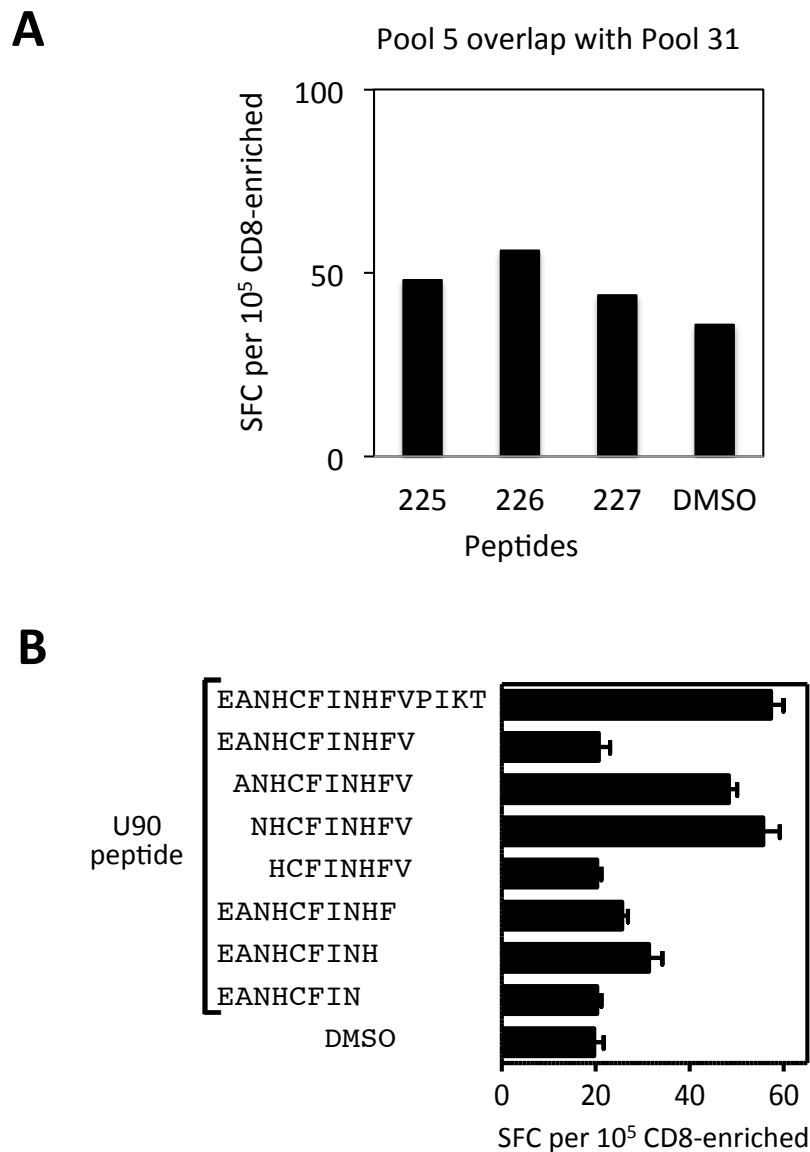 A
Pool 5 overlap with Pool 31
SFC per 10⁵ CD8-enriched
100
50
0
225 226 227 DMSO
Peptides
B
U90
peptide
EANHCFINHFVPIKT
EANHCFINHFV
ANHCFINHFV
NHCFINHFV
HCFINHFV
EANHCFINHF
EANHCFINH
EANHCFIN
DMSO
0 20 40 60
SFC per 10⁵ CD8-enriched